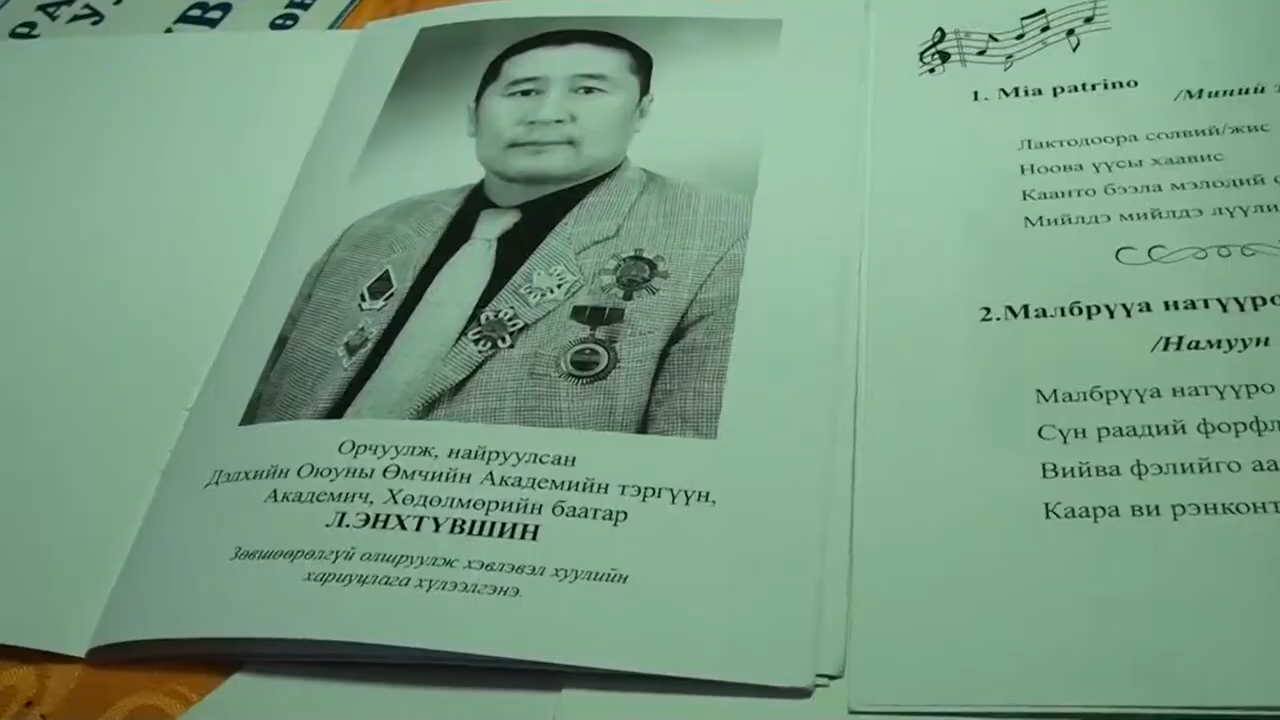 Орчуулж, найруулсан
Дэлхийн Оюуны Өмчийн Академийн тэргүүн,
Академич, Хөдөлмөрийн баатар
Л.ЭНХТҮВШИН
Зөвшөөрөлгүй олшруулж хэвлэвэл хуулийн
хариуцлага хүлээлгэнэ.
1. Mia patrino /Миний
Лактодоора солвий/жис
Ноова үүсы хаавис
Каанто бээла мэлодий
Мийлдэ мийлдэ лүүли
2.Малбрүүа натүүро
/Намуун
Малбрүүа натүүро
Сүн раадий форфл
Вийва фэлийго аа
Каара ви рэнконт